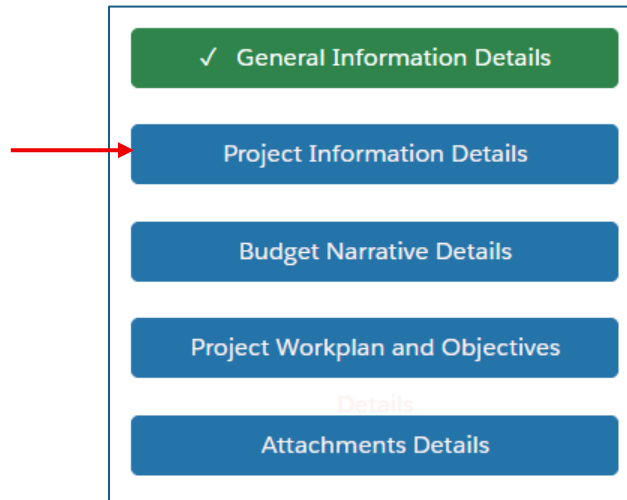 ✓ General Information Details
Project Information Details
Budget Narrative Details
Project Workplan and Objectives
Details
Attachments Details